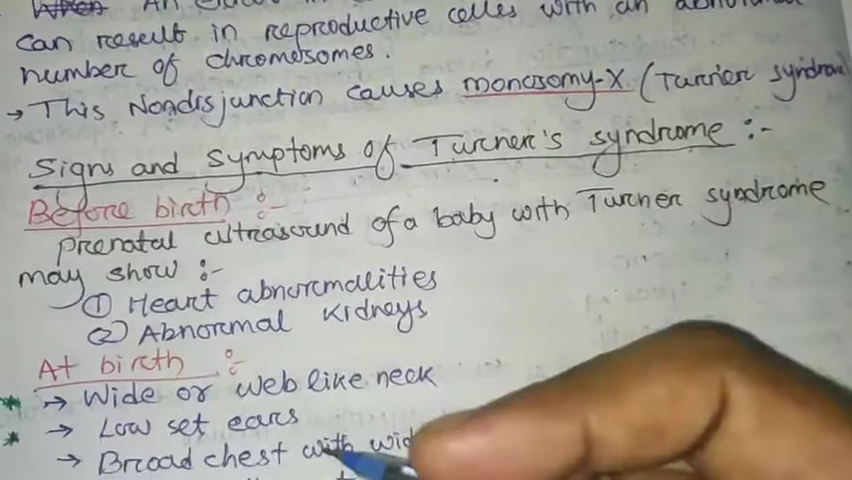 An
can result in reproductive cells with an
number of chromosomes.
→ This Nondisjunction causes monosomy-X (Turner syndrom
Signs and symptoms of Turner's syndrome :-
Before birth :-
Prenatal ultrasound of a baby with Turner syndrome
may show :-
① Heart abnormalities
② Abnormal kidneys
At birth :-
* → Wide or web like neck
* → Low set ears
→ Broad chest with wid